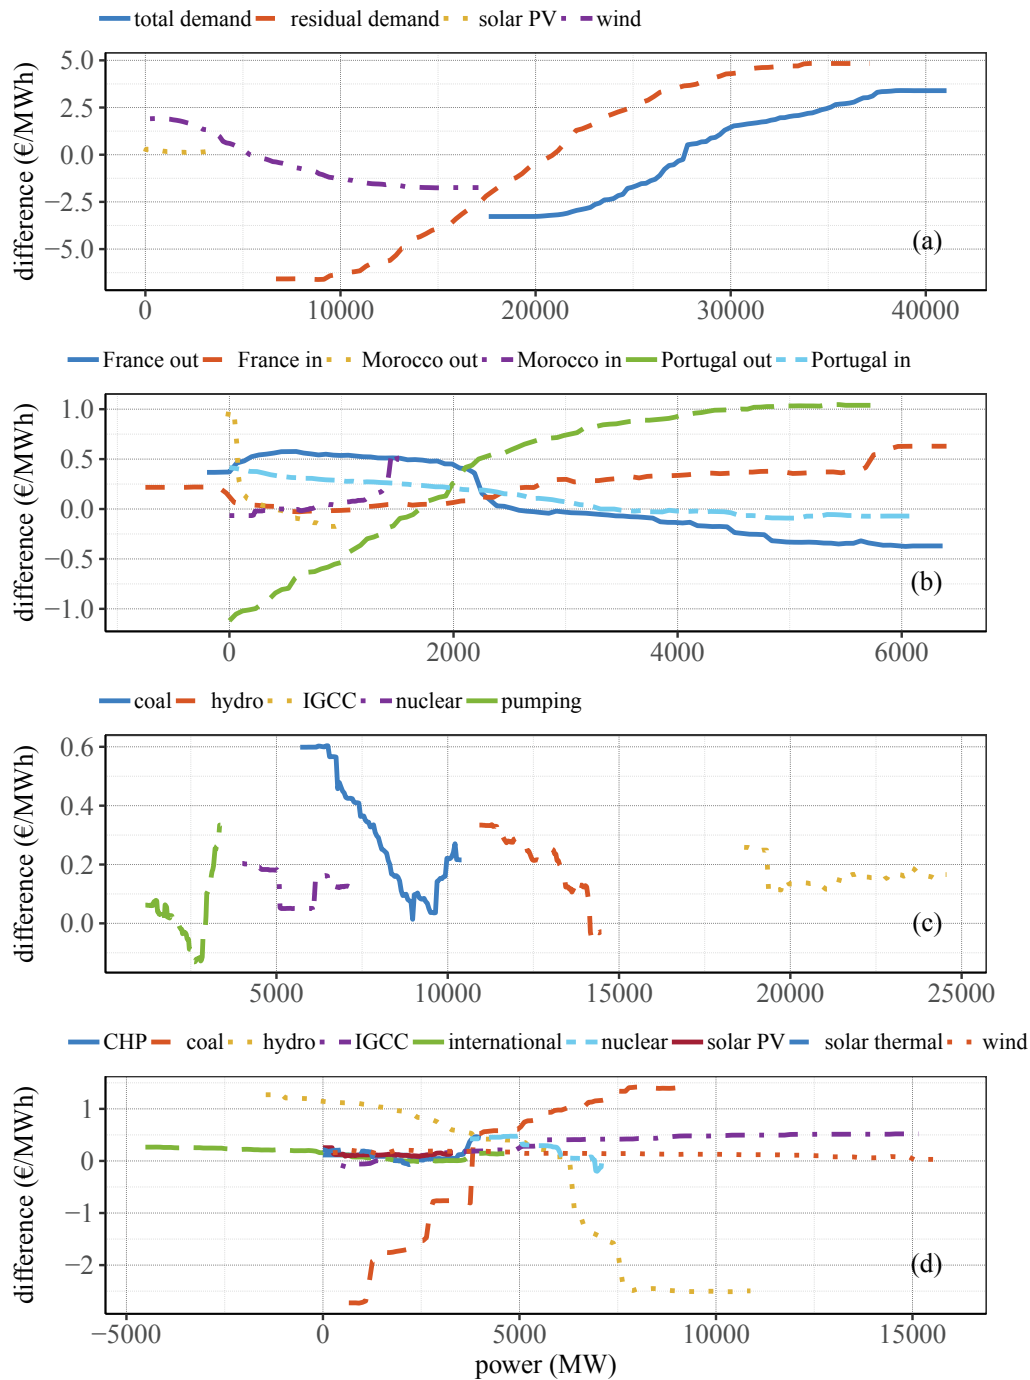 total demand residual demand solar PV wind
5.0
2.5
0.0
−2.5
−5.0
difference (€/MWh)
(a)
0 10000 20000 30000 40000
France out France in Morocco out Morocco in Portugal out Portugal in
1.0
0.5
0.0
−0.5
−1.0
difference (€/MWh)
(b)
0 2000 4000 6000
coal hydro IGCC nuclear pumping
0.6
0.4
0.2
0.0
difference (€/MWh)
(c)
5000 10000 15000 20000 25000
CHP coal hydro IGCC international nuclear solar PV solar thermal wind
1
0
−1
−2
difference (€/MWh)
(d)
−5000 0 5000 10000 15000
power (MW)